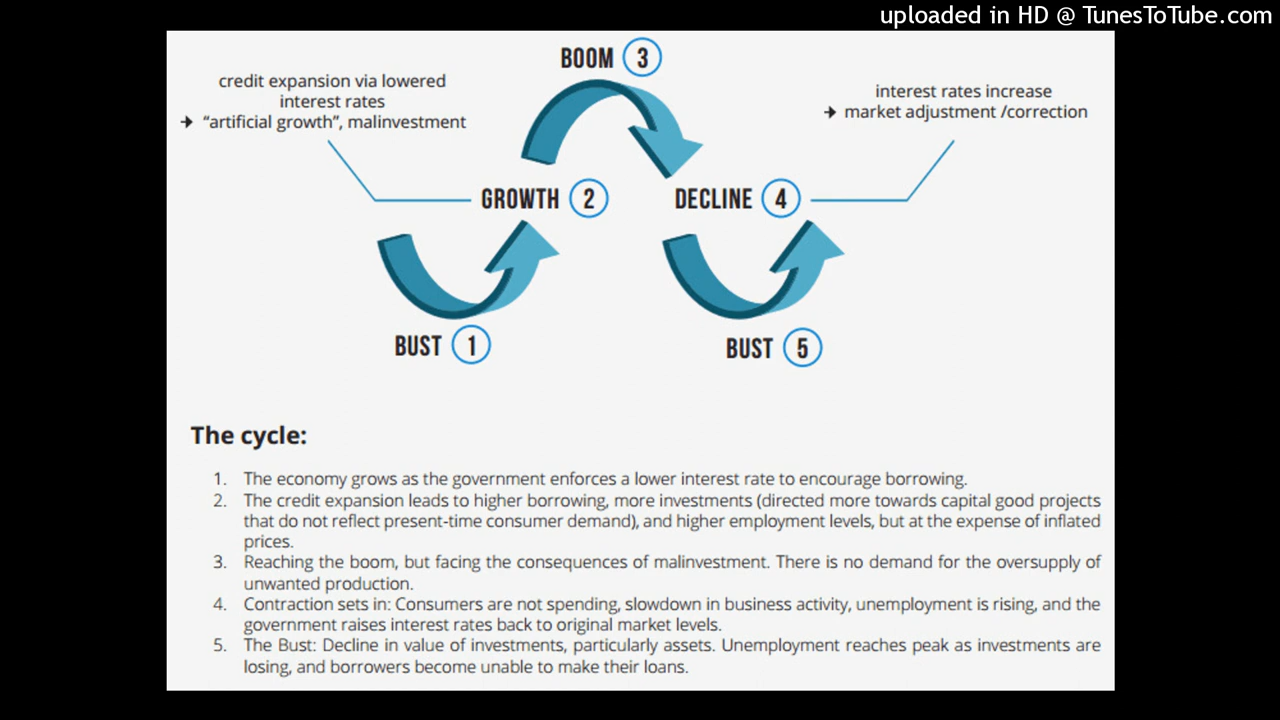 uploaded in HD @ TunesToTube.com
BOOM 3
credit expansion via lowered
interest rates
➔ “artificial growth”, malinvestment
interest rates increase
➔ market adjustment /correction
GROWTH 2
DECLINE 4
BUST 1
BUST 5
The cycle:
1. The economy grows as the government enforces a lower interest rate to encourage borrowing.
2. The credit expansion leads to higher borrowing, more investments (directed more towards capital good projects
that do not reflect present-time consumer demand), and higher employment levels, but at the expense of inflated
prices.
3. Reaching the boom, but facing the consequences of malinvestment. There is no demand for the oversupply of
unwanted production.
4. Contraction sets in: Consumers are not spending, slowdown in business activity, unemployment is rising, and the
government raises interest rates back to original market levels.
5. The Bust: Decline in value of investments, particularly assets. Unemployment reaches peak as investments are
losing, and borrowers become unable to make their loans.